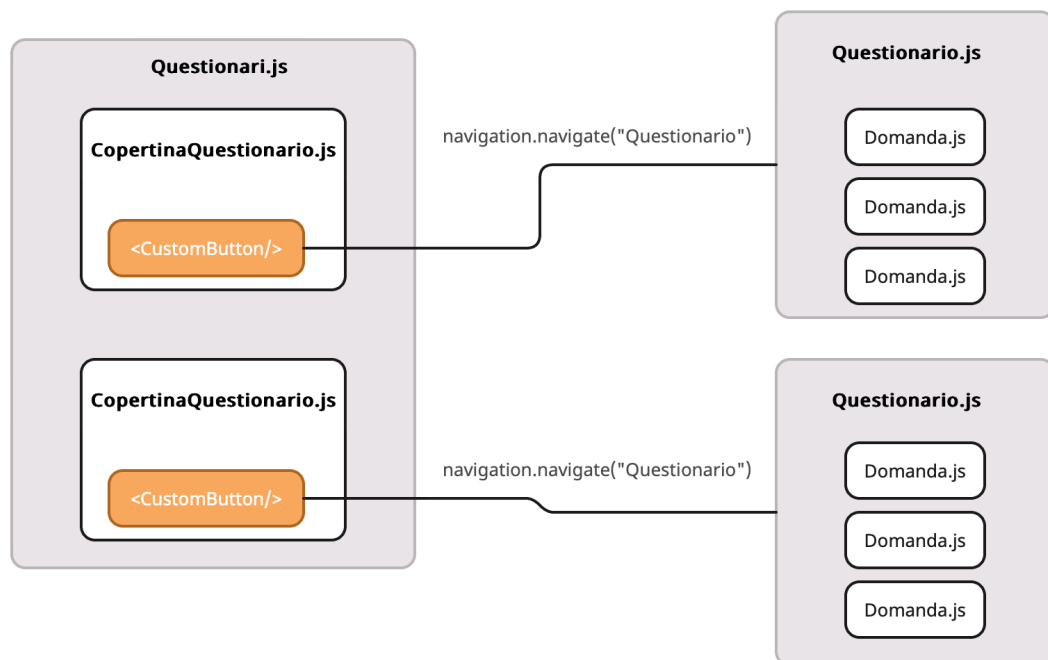 Questionari.js
CopertinaQuestionario.js
<CustomButton/>
CopertinaQuestionario.js
<CustomButton/>
navigation.navigate("Questionario")
navigation.navigate("Questionario")
Questionario.js
Domanda.js
Domanda.js
Domanda.js
Questionario.js
Domanda.js
Domanda.js
Domanda.js